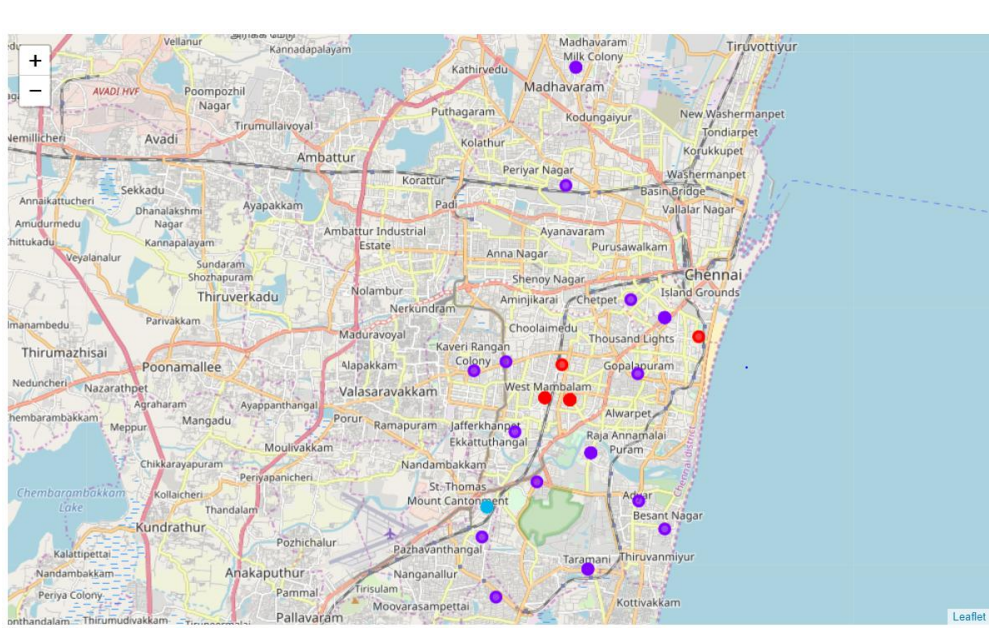 Vellanur
Kannadapalayam
Madhavaram
Milk Colony
Tiruvottiyur
+
−
Kathirvedu
AVADI HVF
Poompozhil
Nagar
Madhavaram
Puthagaram
Kodungaiyur
New Washermanpet
Tirumullaivoyal
Tondiarpet
Nemillicheri
Avadi
Kolathur
Korukkupet
Ambattur
Periyar Nagar
Washermanpet
Korattur
Sekkadu
Basin Bridge
Annaikattucheri
Ayapakkam
Padi
Dhanalakshmi
Nagar
Vallalar Nagar
Amudurmedu
Ambattur Industrial
Estate
Ayanavaram
Kannapalayam
Purusawalkam
Anna Nagar
Veyalanalur
Sundaram
Shozhapuram
Shenoy Nagar
Chennai
Nolambur
Island Grounds
Thiruverkadu
Aminjikarai
Chetpet
Nerkundram
Parivakkam
Choolaimedu
Maduravoyal
Thousand Lights
Kaveri Rangan
Colony
Thirumazhisai
Poonamallee
Alapakkam
Gopalapuram
Neduncheri
Nazarathpet
Valasaravakkam
West Mambalam
Agraharam
Ayyappanthangal
Meppur
Mangadu
Porur
Ramapuram
Jafferkhanpet
Alwarpet
Ekkattuthangal
Raja Annamalai
Puram
Moulivakkam
Chikkarayapuram
Nandambakkam
Chennai district
Periyapanicheri
Chembarambakkam
Lake
Kollaicheri
St. Thomas
Mount Cantonment
Adyar
Thandalam
Besant Nagar
Kundrathur
Pozhichalur
Pazhavanthangal
Kalattipettai
Taramani
Thiruvanmiyur
Nandambakkam
Anakaputhur
Nanganallur
Periya Colony
Pammal
Tirisulam
Moovarasampettai
Kottivakkam
Thirumudivakkam
Pallavaram
Leaflet